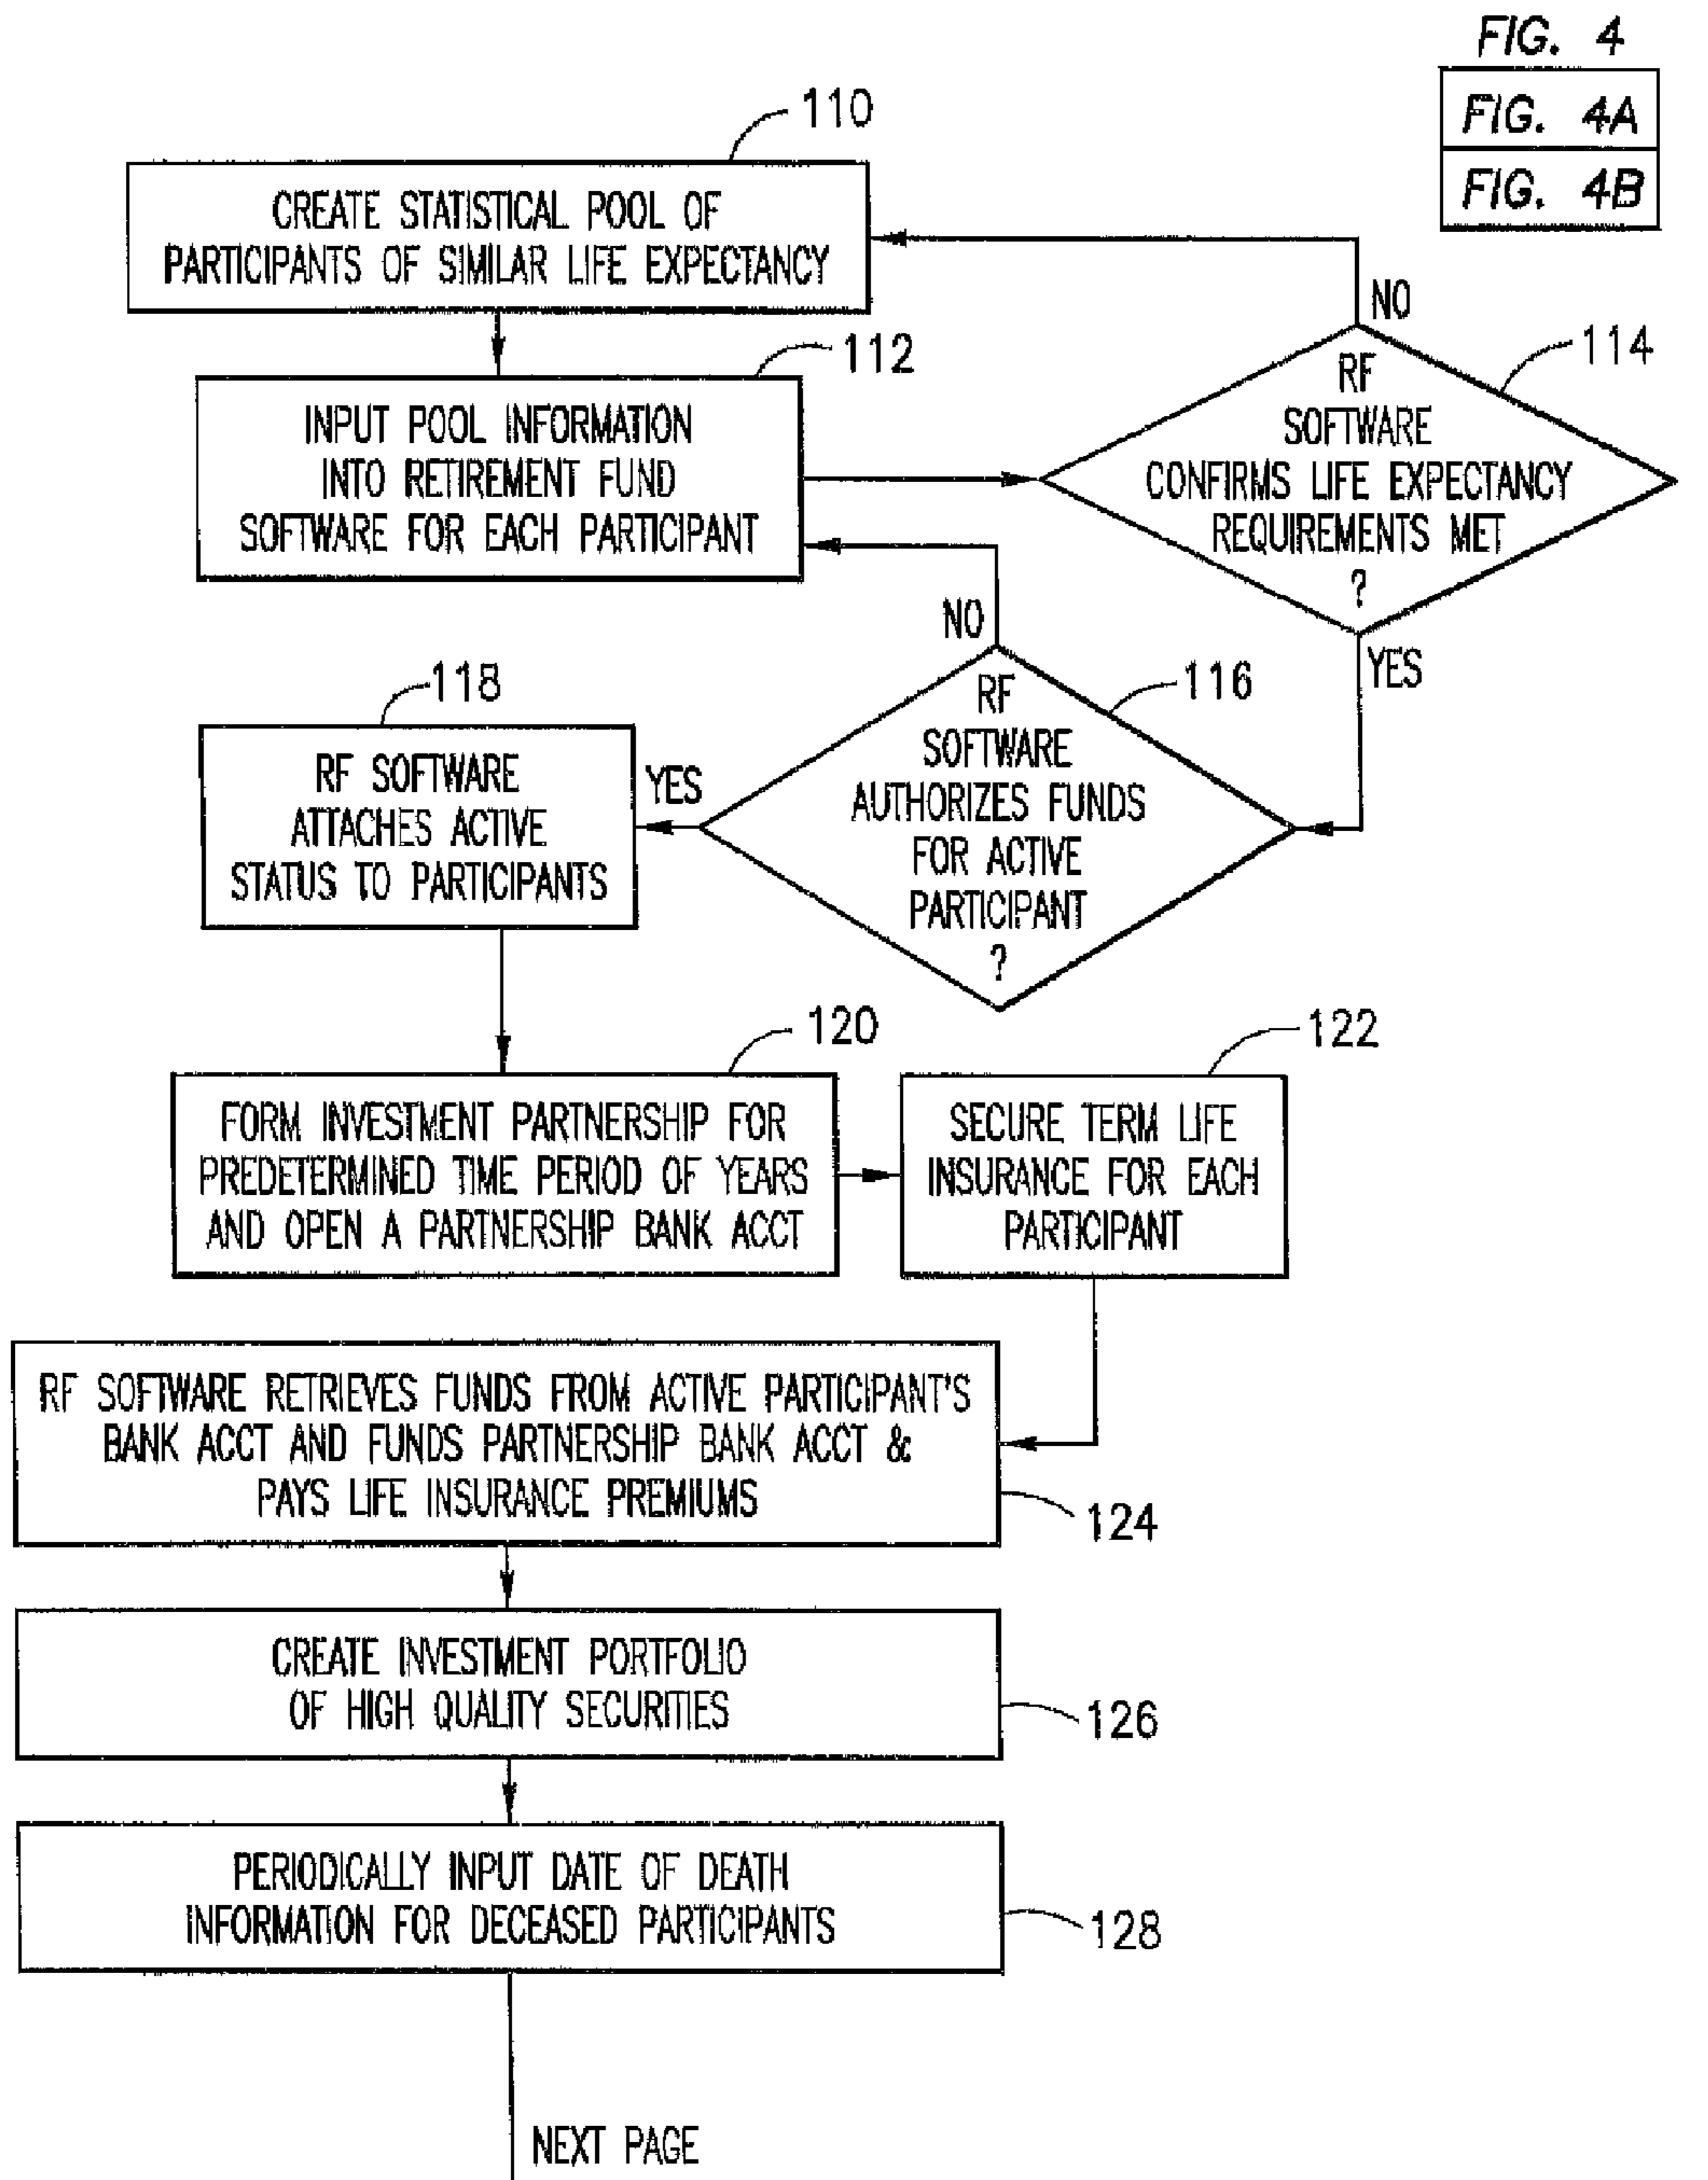 FIG. 4
FIG. 4A
FIG. 4B
110
CREATE STATISTICAL POOL OF
PARTICIPANTS OF SIMILAR LIFE EXPECTANCY
NO
112
INPUT POOL INFORMATION
INTO RETIREMENT FUND
SOFTWARE FOR EACH PARTICIPANT
114
RF
SOFTWARE
CONFIRMS LIFE EXPECTANCY
REQUIREMENTS MET
?
YES
NO
116
RF
SOFTWARE
AUTHORIZES FUNDS
FOR ACTIVE
PARTICIPANT
?
YES
118
RF SOFTWARE
ATTACHES ACTIVE
STATUS TO PARTICIPANTS
120
FORM INVESTMENT PARTNERSHIP FOR
PREDETERMINED TIME PERIOD OF YEARS
AND OPEN A PARTNERSHIP BANK ACCT
122
SECURE TERM LIFE
INSURANCE FOR EACH
PARTICIPANT
RF SOFTWARE RETRIEVES FUNDS FROM ACTIVE PARTICIPANT'S
BANK ACCT AND FUNDS PARTNERSHIP BANK ACCT &
PAYS LIFE INSURANCE PREMIUMS
124
CREATE INVESTMENT PORTFOLIO
OF HIGH QUALITY SECURITIES
126
PERIODICALLY INPUT DATE OF DEATH
INFORMATION FOR DECEASED PARTICIPANTS
128
NEXT PAGE